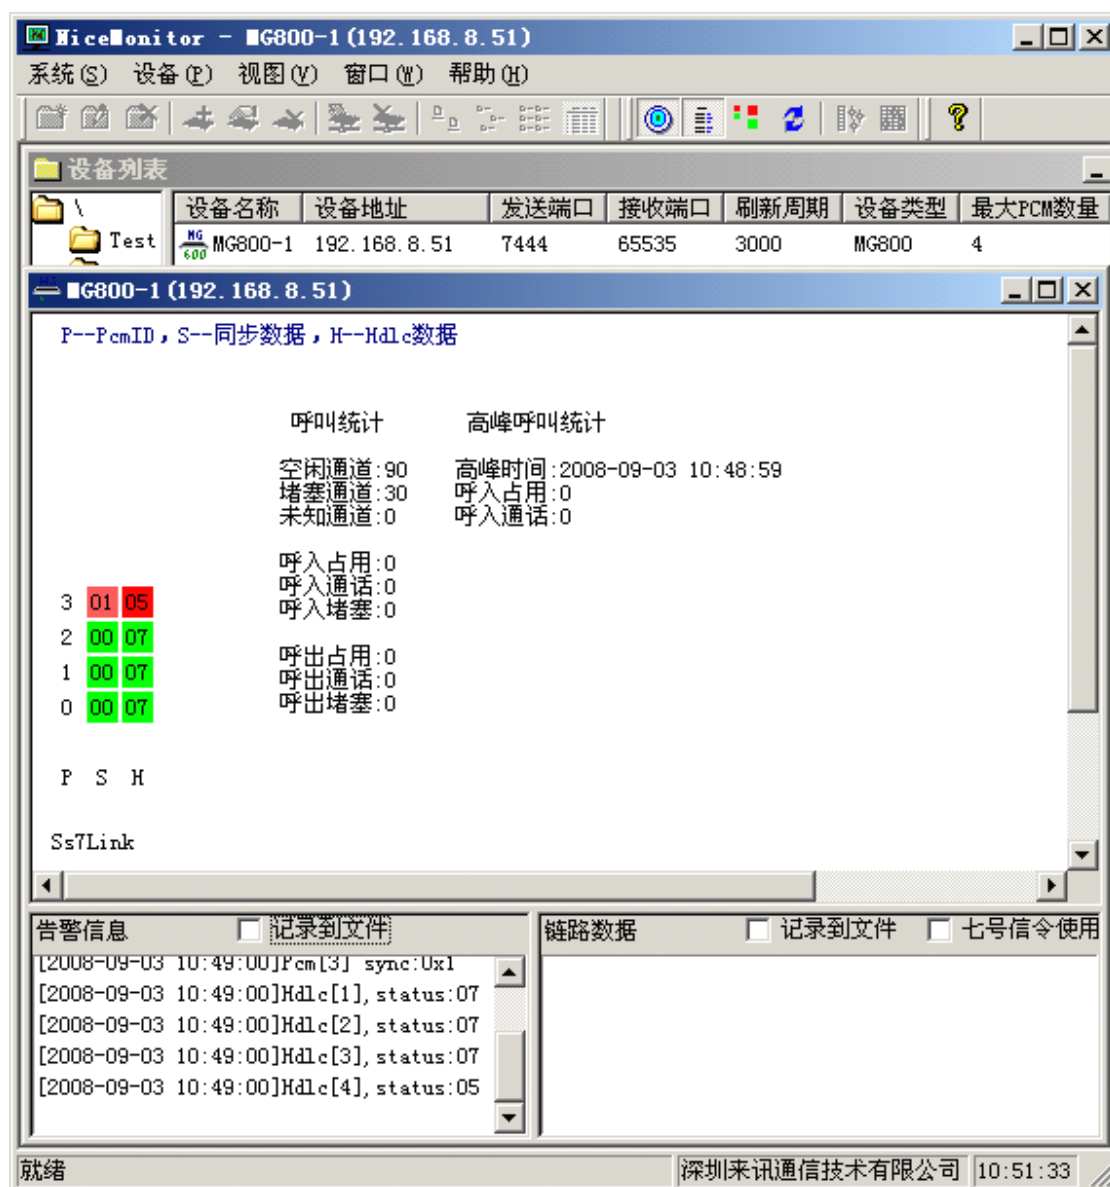 NiceMonitor - MG800-1(192.168.8.51)
系统(S) 设备(P) 视图(V) 窗口(W) 帮助(H)
设备列表
\ 设备名称 设备地址 发送端口 接收端口 刷新周期 设备类型 最大PCM数量
Test MG600 MG800-1 192.168.8.51 7444 65535 3000 MG800 4
MG800-1(192.168.8.51)
P--PcmID,S--同步数据,H--Hdlc数据
呼叫统计 高峰呼叫统计
空闲通道:90 高峰时间:2008-09-03 10:48:59
堵塞通道:30 呼入占用:0
未知通道:0 呼入通话:0
呼入占用:0
呼入通话:0
3 01 05 呼入堵塞:0
2 00 07
呼出占用:0
1 00 07 呼出通话:0
0 00 07 呼出堵塞:0
P S H
Ss7Link
告警信息 记录到文件 链路数据 记录到文件 七号信令使用
[2008-09-03 10:49:00]Pcm[3] sync:0x1
[2008-09-03 10:49:00]Hdlc[1],status:07
[2008-09-03 10:49:00]Hdlc[2],status:07
[2008-09-03 10:49:00]Hdlc[3],status:07
[2008-09-03 10:49:00]Hdlc[4],status:05
就绪 深圳来讯通信技术有限公司 10:51:33